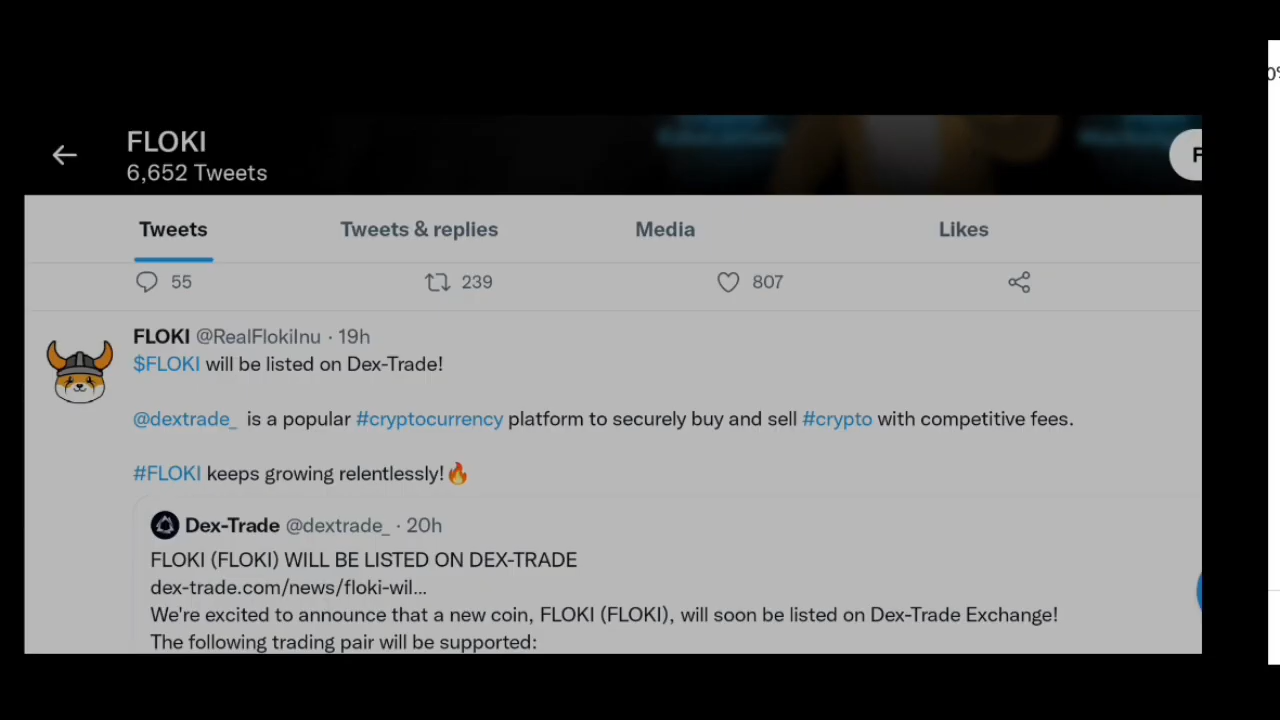 FLOKI
6,652 Tweets
Tweets Tweets & replies Media Likes
55 239 807
FLOKI @RealFlokiInu · 19h
$FLOKI will be listed on Dex-Trade!
@dextrade_ is a popular #cryptocurrency platform to securely buy and sell #crypto with competitive fees.
#FLOKI keeps growing relentlessly!🔥
Dex-Trade @dextrade_ · 20h
FLOKI (FLOKI) WILL BE LISTED ON DEX-TRADE
dex-trade.com/news/floki-wil...
We're excited to announce that a new coin, FLOKI (FLOKI), will soon be listed on Dex-Trade Exchange!
The following trading pair will be supported: